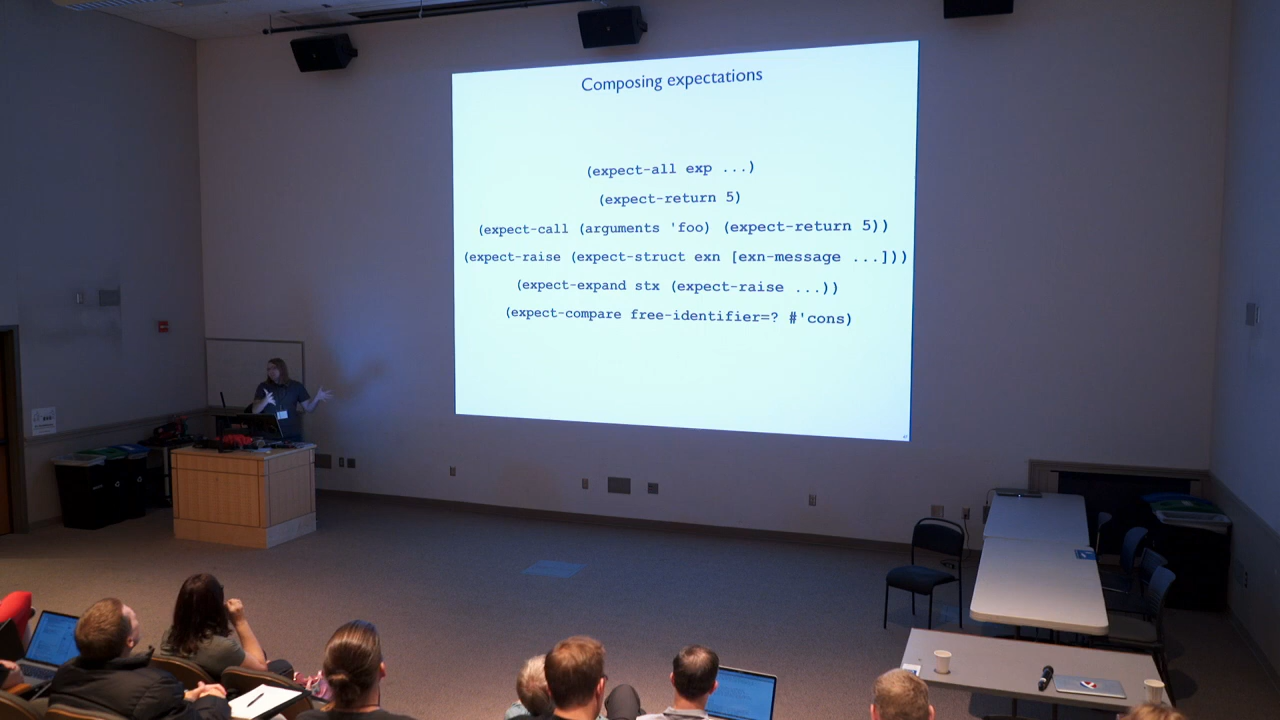 Composing expectations
(expect-all exp ...)
(expect-return 5)
(expect-call (arguments 'foo) (expect-return 5))
(expect-raise (expect-struct exn [exn-message ...]))
(expect-expand stx (expect-raise ...))
(expect-compare free-identifier=? #'cons)